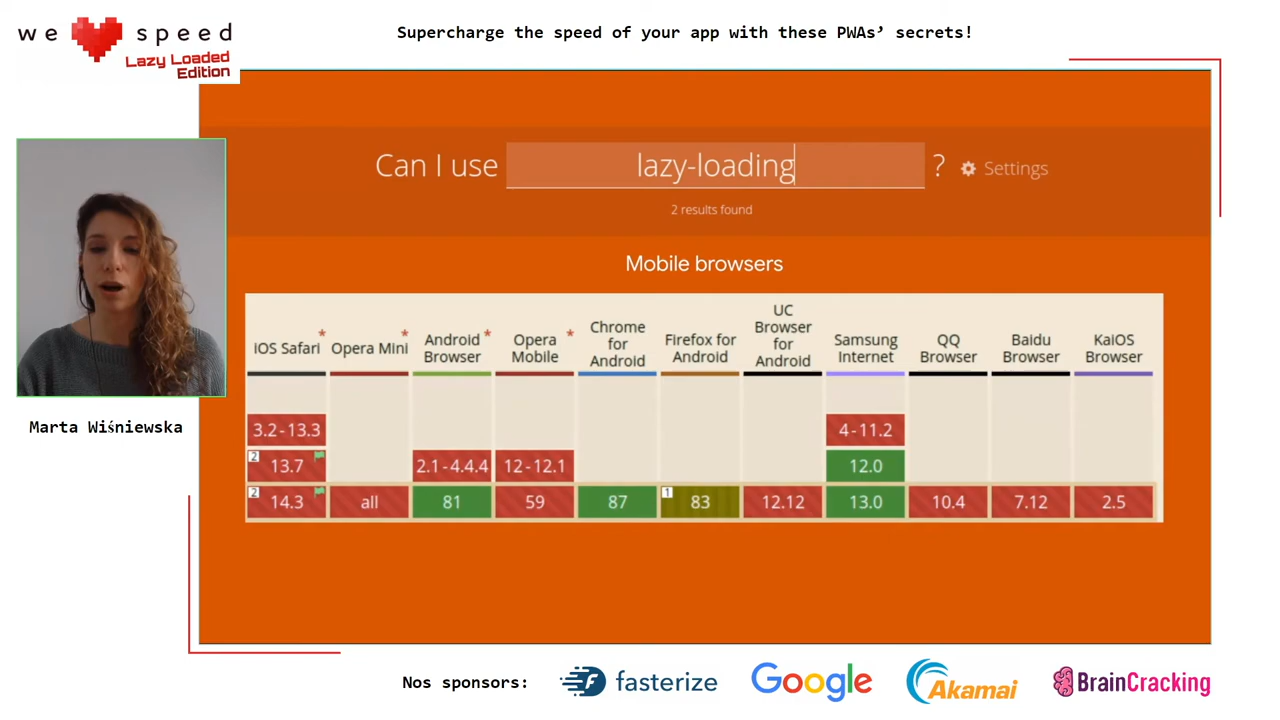 we speed
Lazy Loaded
Edition
Supercharge the speed of your app with these PWAs’ secrets!
Can I use lazy-loading ? Settings
2 results found
Mobile browsers
iOS Safari * Opera Mini * Android Browser * Opera Mobile * Chrome for Android Firefox for Android UC Browser for Android Samsung Internet QQ Browser Baidu Browser KaiOS Browser
3.2-13.3 4-11.2
2 13.7 2.1-4.4.4 12-12.1 12.0
2 14.3 all 81 59 87 1 83 12.12 13.0 10.4 7.12 2.5
Marta Wiśniewska
Nos sponsors: fasterize Google Akamai BrainCracking